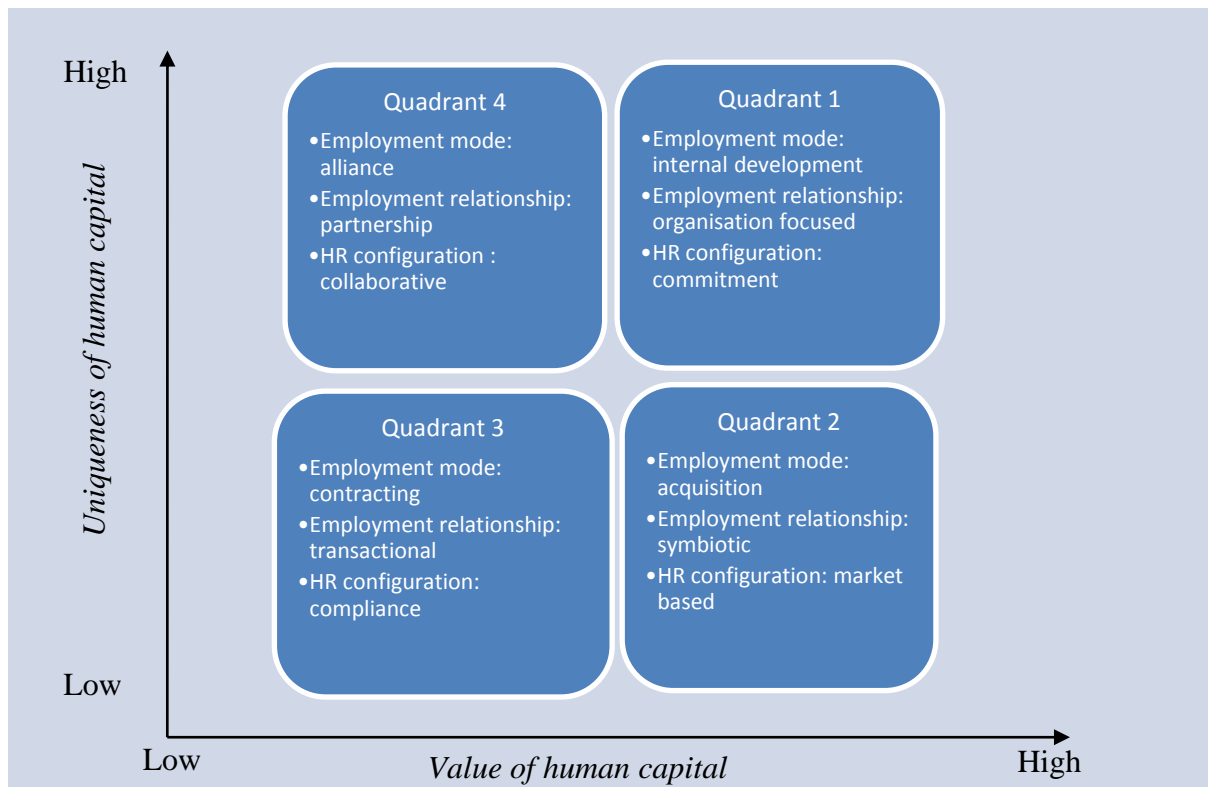 High
Uniqueness of human capital
Low
Quadrant 4
•Employment mode:
alliance
•Employment relationship:
partnership
•HR configuration :
collaborative
Quadrant 1
•Employment mode:
internal development
•Employment relationship:
organisation focused
•HR configuration:
commitment
Quadrant 3
•Employment mode:
contracting
•Employment relationship:
transactional
•HR configuration:
compliance
Quadrant 2
•Employment mode:
acquisition
•Employment relationship:
symbiotic
•HR configuration: market
based
Low
Value of human capital
High